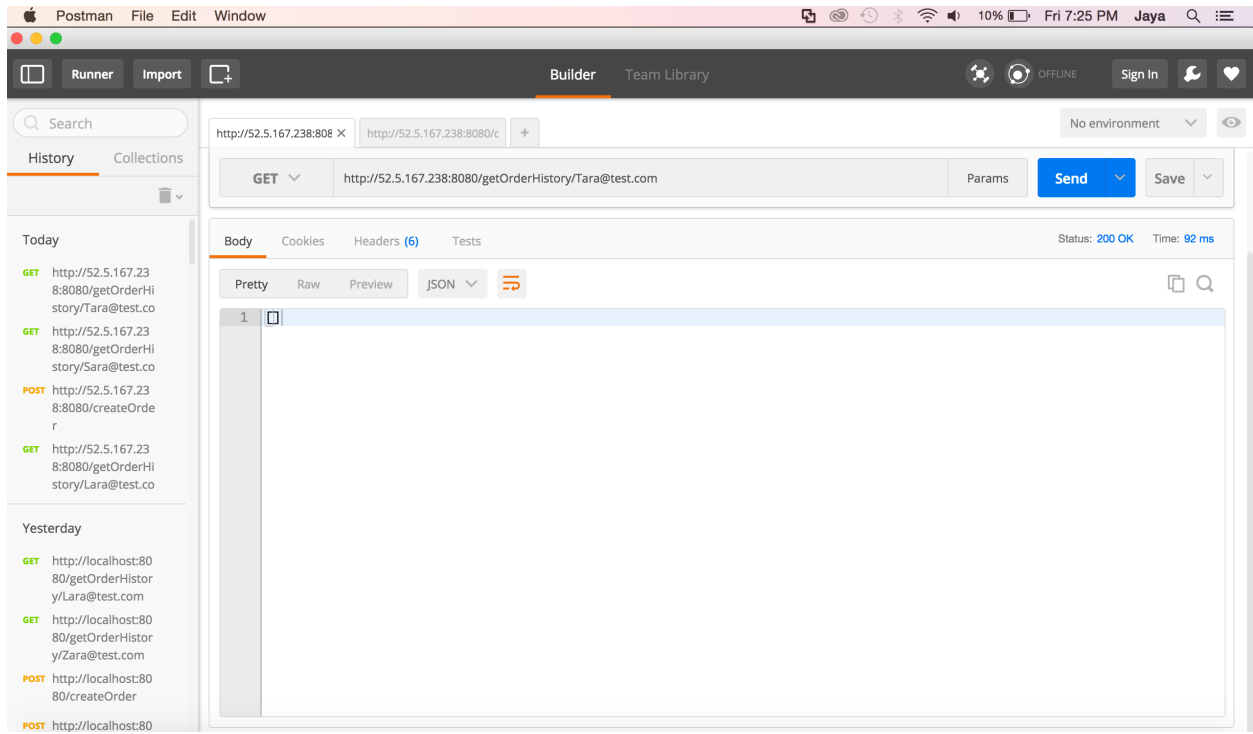 Postman File Edit Window 10% Fri 7:25 PM Jaya
Runner Import Builder Team Library OFFLINE Sign In
Search
History Collections
http://52.5.167.238:808 http://52.5.167.238:8080/c + No environment
GET http://52.5.167.238:8080/getOrderHistory/Tara@test.com Params Send Save
Body Cookies Headers (6) Tests Status: 200 OK Time: 92 ms
Pretty Raw Preview JSON
1 []
Today
GET http://52.5.167.23
8:8080/getOrderHi
story/Tara@test.co
GET http://52.5.167.23
8:8080/getOrderHi
story/Sara@test.co
POST http://52.5.167.23
8:8080/createOrde
r
GET http://52.5.167.23
8:8080/getOrderHi
story/Lara@test.co
Yesterday
GET http://localhost:80
80/getOrderHistor
y/Lara@test.com
GET http://localhost:80
80/getOrderHistor
y/Zara@test.com
POST http://localhost:80
80/createOrder
POST http://localhost:80